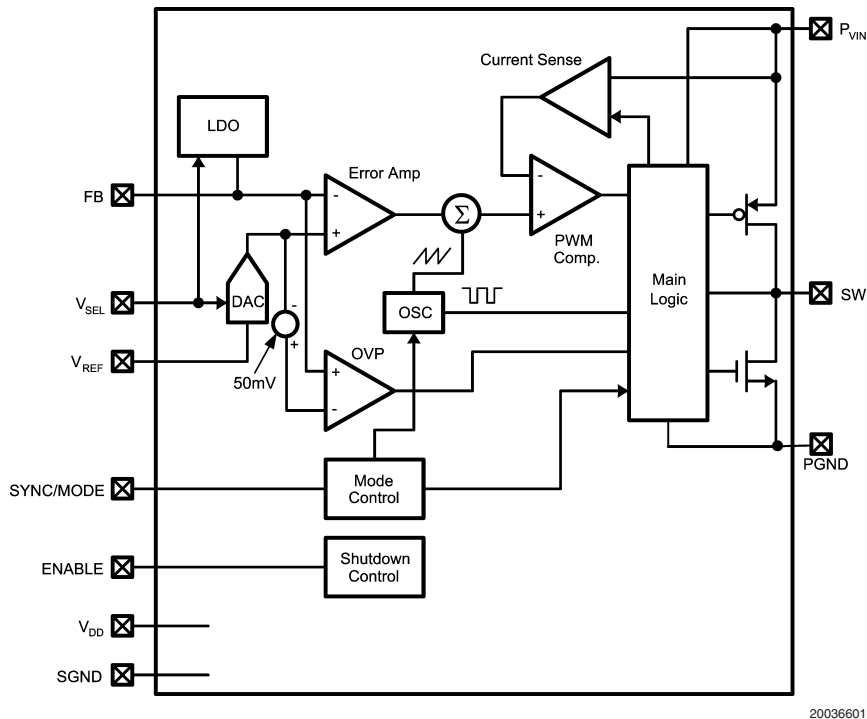 P_VIN
Current Sense
LDO
Error Amp
FB
-
+
Σ
-
+
PWM
Comp.
Main
Logic
V_SEL
DAC
-
+
OSC
SW
V_REF
50mV
OVP
+
-
PGND
SYNC/MODE
Mode
Control
ENABLE
Shutdown
Control
V_DD
SGND
20036601